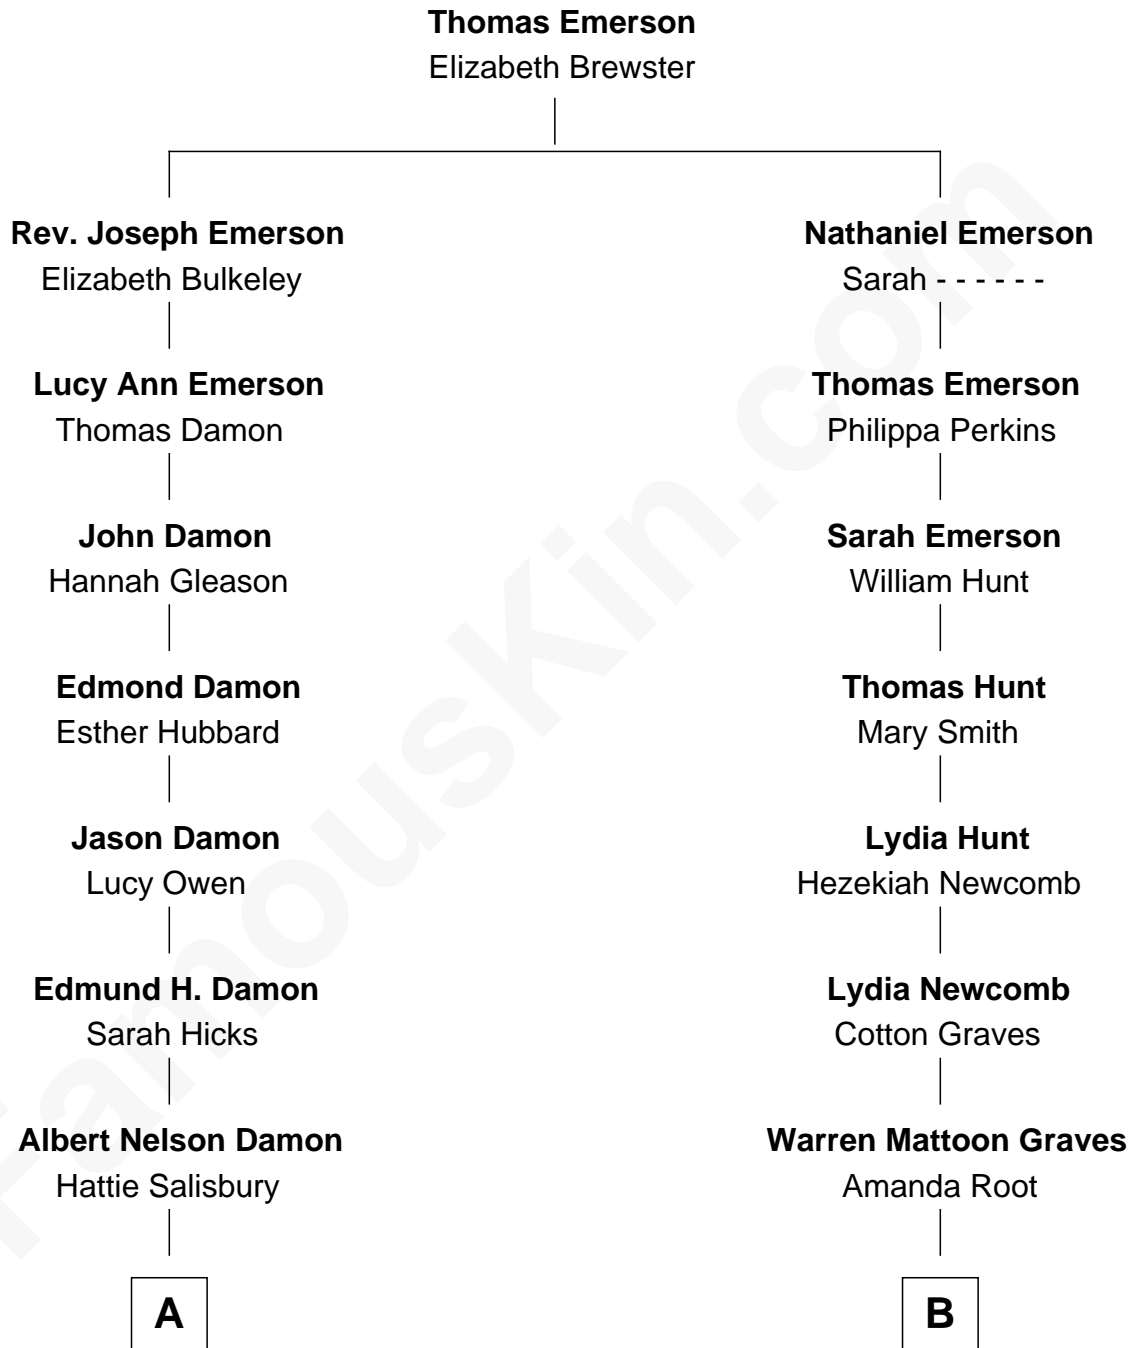 Thomas Emerson
Elizabeth Brewster
Rev. Joseph Emerson
Elizabeth Bulkeley
Lucy Ann Emerson
Thomas Damon
John Damon
Hannah Gleason
Edmond Damon
Esther Hubbard
Jason Damon
Lucy Owen
Edmund H. Damon
Sarah Hicks
Albert Nelson Damon
Hattie Salisbury
A
Nathaniel Emerson
Sarah - - - - - -
Thomas Emerson
Philippa Perkins
Sarah Emerson
William Hunt
Thomas Hunt
Mary Smith
Lydia Hunt
Hezekiah Newcomb
Lydia Newcomb
Cotton Graves
Warren Mattoon Graves
Amanda Root
B
FamousKin.com